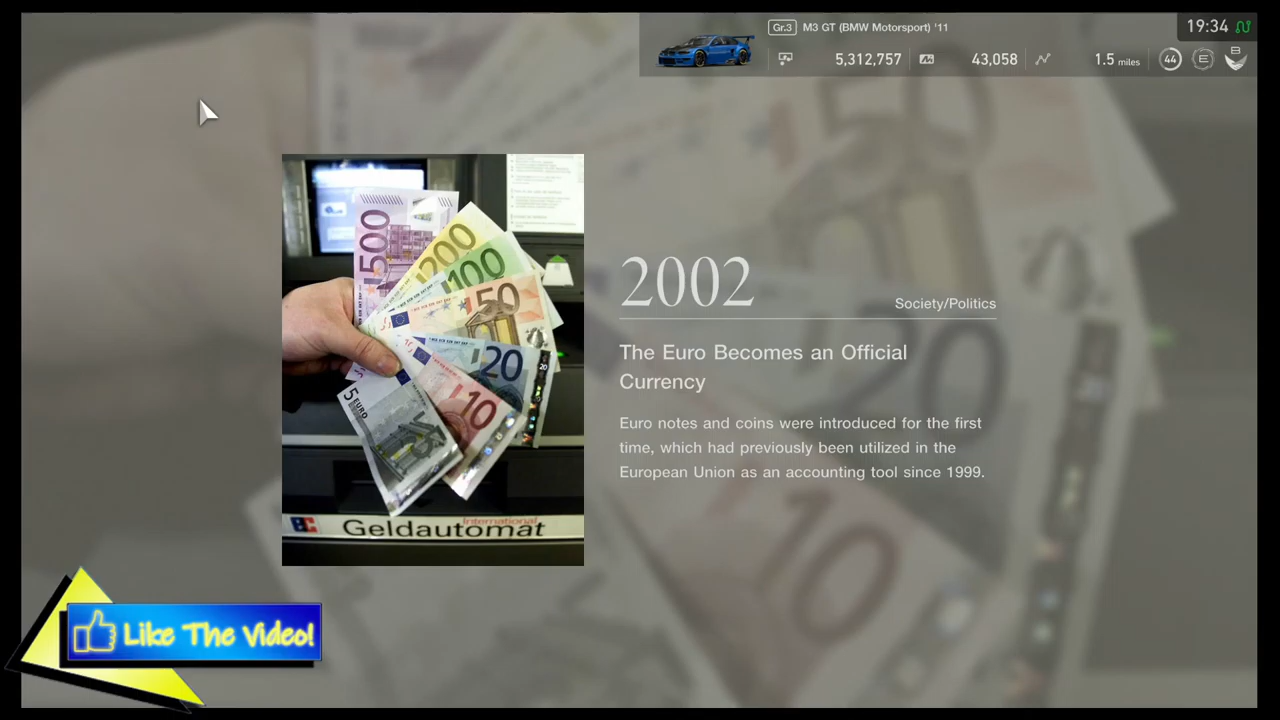 Gr.3 M3 GT (BMW Motorsport) '11
19:34
5,312,757
43,058
1.5 miles
44
E
B
500
200
100
50
20
20
10
5 EURO
International
Geldautomat
2002
Society/Politics
The Euro Becomes an Official
Currency
Euro notes and coins were introduced for the first
time, which had previously been utilized in the
European Union as an accounting tool since 1999.
Like The Video!